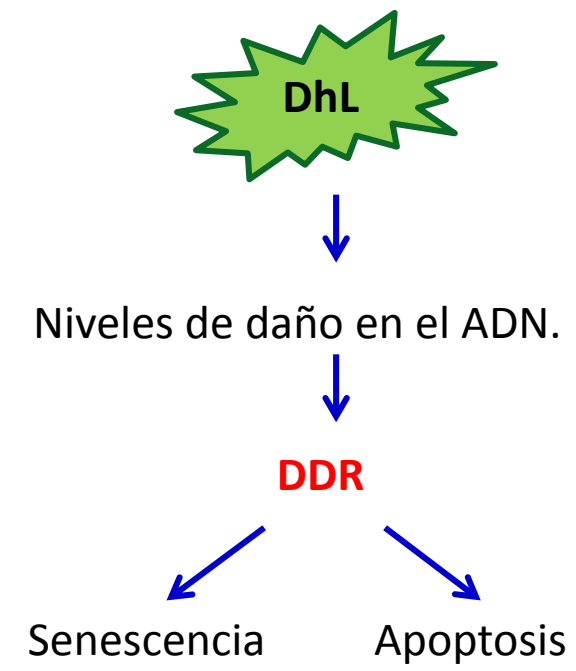 DhL
Niveles de daño en el ADN.
DDR
Senescencia Apoptosis